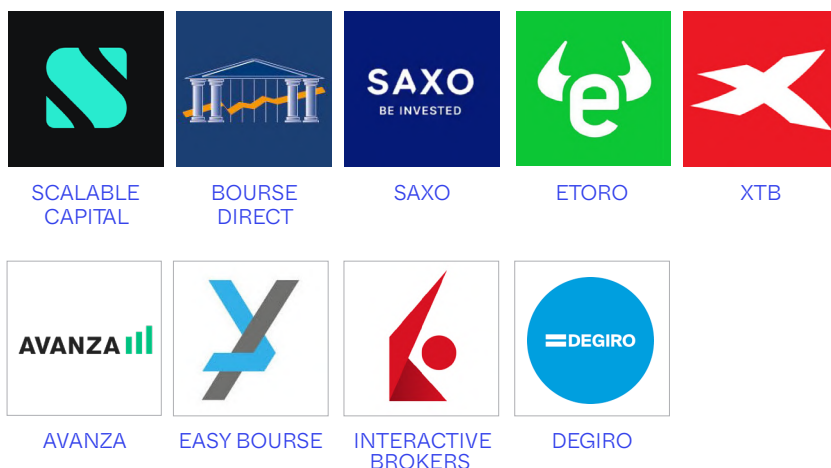 SAXO
BE INVESTED
e
SCALABLE
CAPITAL
BOURSE
DIRECT
SAXO
ETORO
XTB
AVANZA
DEGIRO
AVANZA
EASY BOURSE
INTERACTIVE
BROKERS
DEGIRO